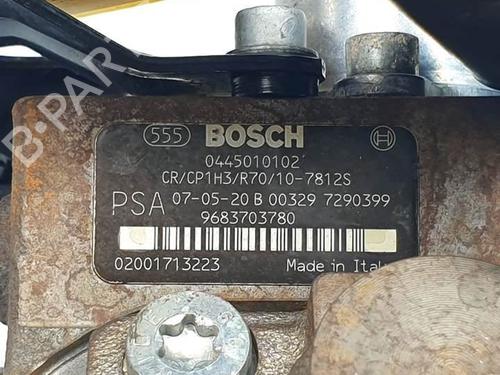 555 BOSCH
0445010102
CR/CP1H3/R70/10-7812S
PSA 07-05-20 B 00329 7290399
9683703780
02001713223 Made in Italy
B-PART